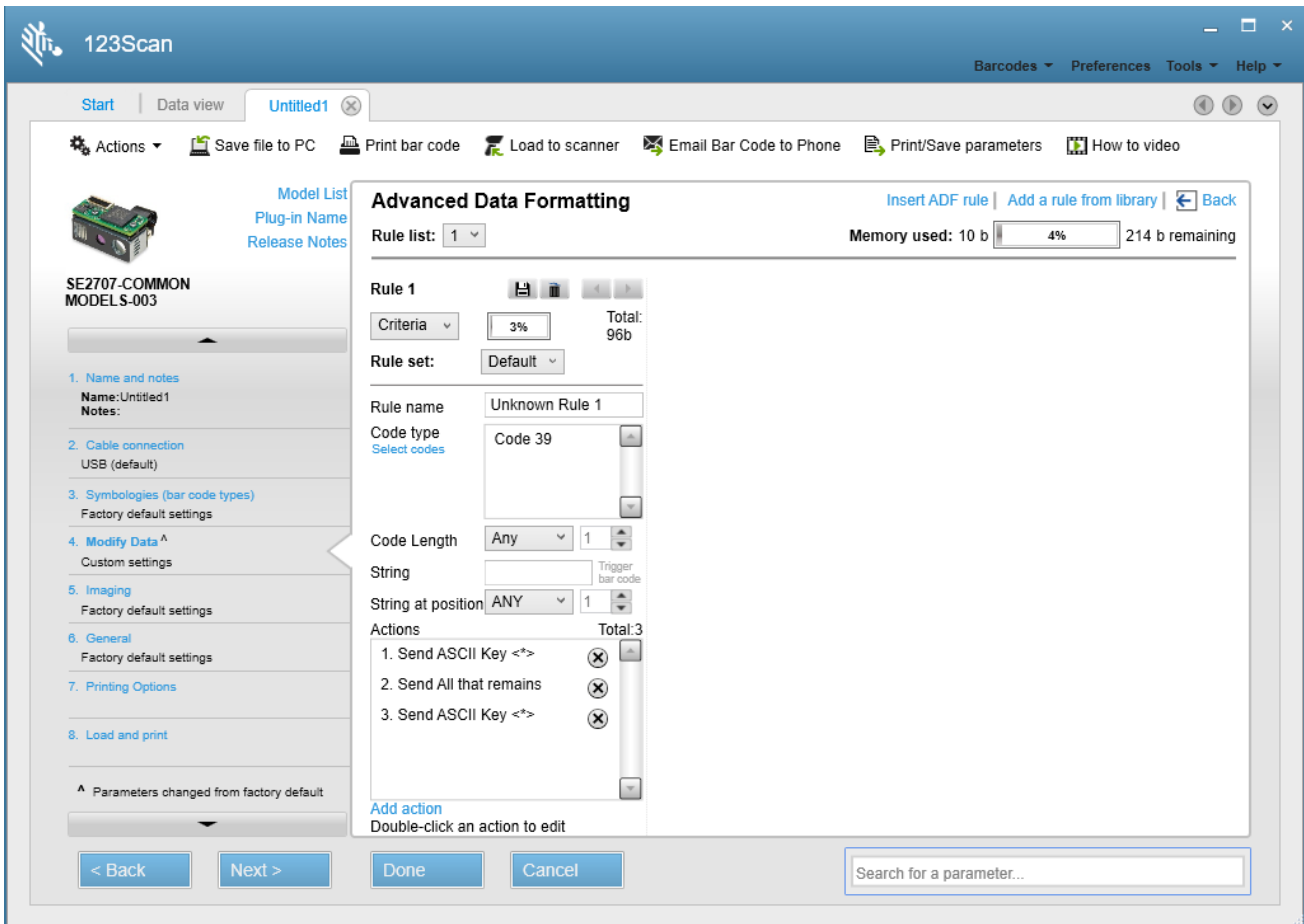 123Scan
Barcodes Preferences Tools Help
Start Data view Untitled1
Actions Save file to PC Print bar code Load to scanner Email Bar Code to Phone Print/Save parameters How to video
Model List
Plug-in Name
Release Notes
SE2707-COMMON
MODELS-003
1. Name and notes
Name:Untitled1
Notes:
2. Cable connection
USB (default)
3. Symbologies (bar code types)
Factory default settings
4. Modify Data ^
Custom settings
5. Imaging
Factory default settings
6. General
Factory default settings
7. Printing Options
8. Load and print
^ Parameters changed from factory default
Advanced Data Formatting
Insert ADF rule | Add a rule from library | Back
Rule list: 1
Memory used: 10 b 4% 214 b remaining
Rule 1
Criteria 3% Total:
96b
Rule set: Default
Rule name Unknown Rule 1
Code type Code 39
Select codes
Code Length Any 1
String Trigger
bar code
String at position ANY 1
Actions Total:3
1. Send ASCII Key <*>
2. Send All that remains
3. Send ASCII Key <*>
Add action
Double-click an action to edit
< Back Next > Done Cancel
Search for a parameter...